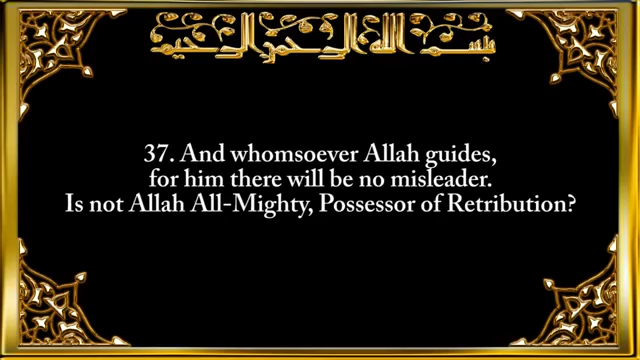 بسم الله الرحمن الرحيم
37. And whomsoever Allah guides,
for him there will be no misleader.
Is not Allah All-Mighty, Possessor of Retribution?